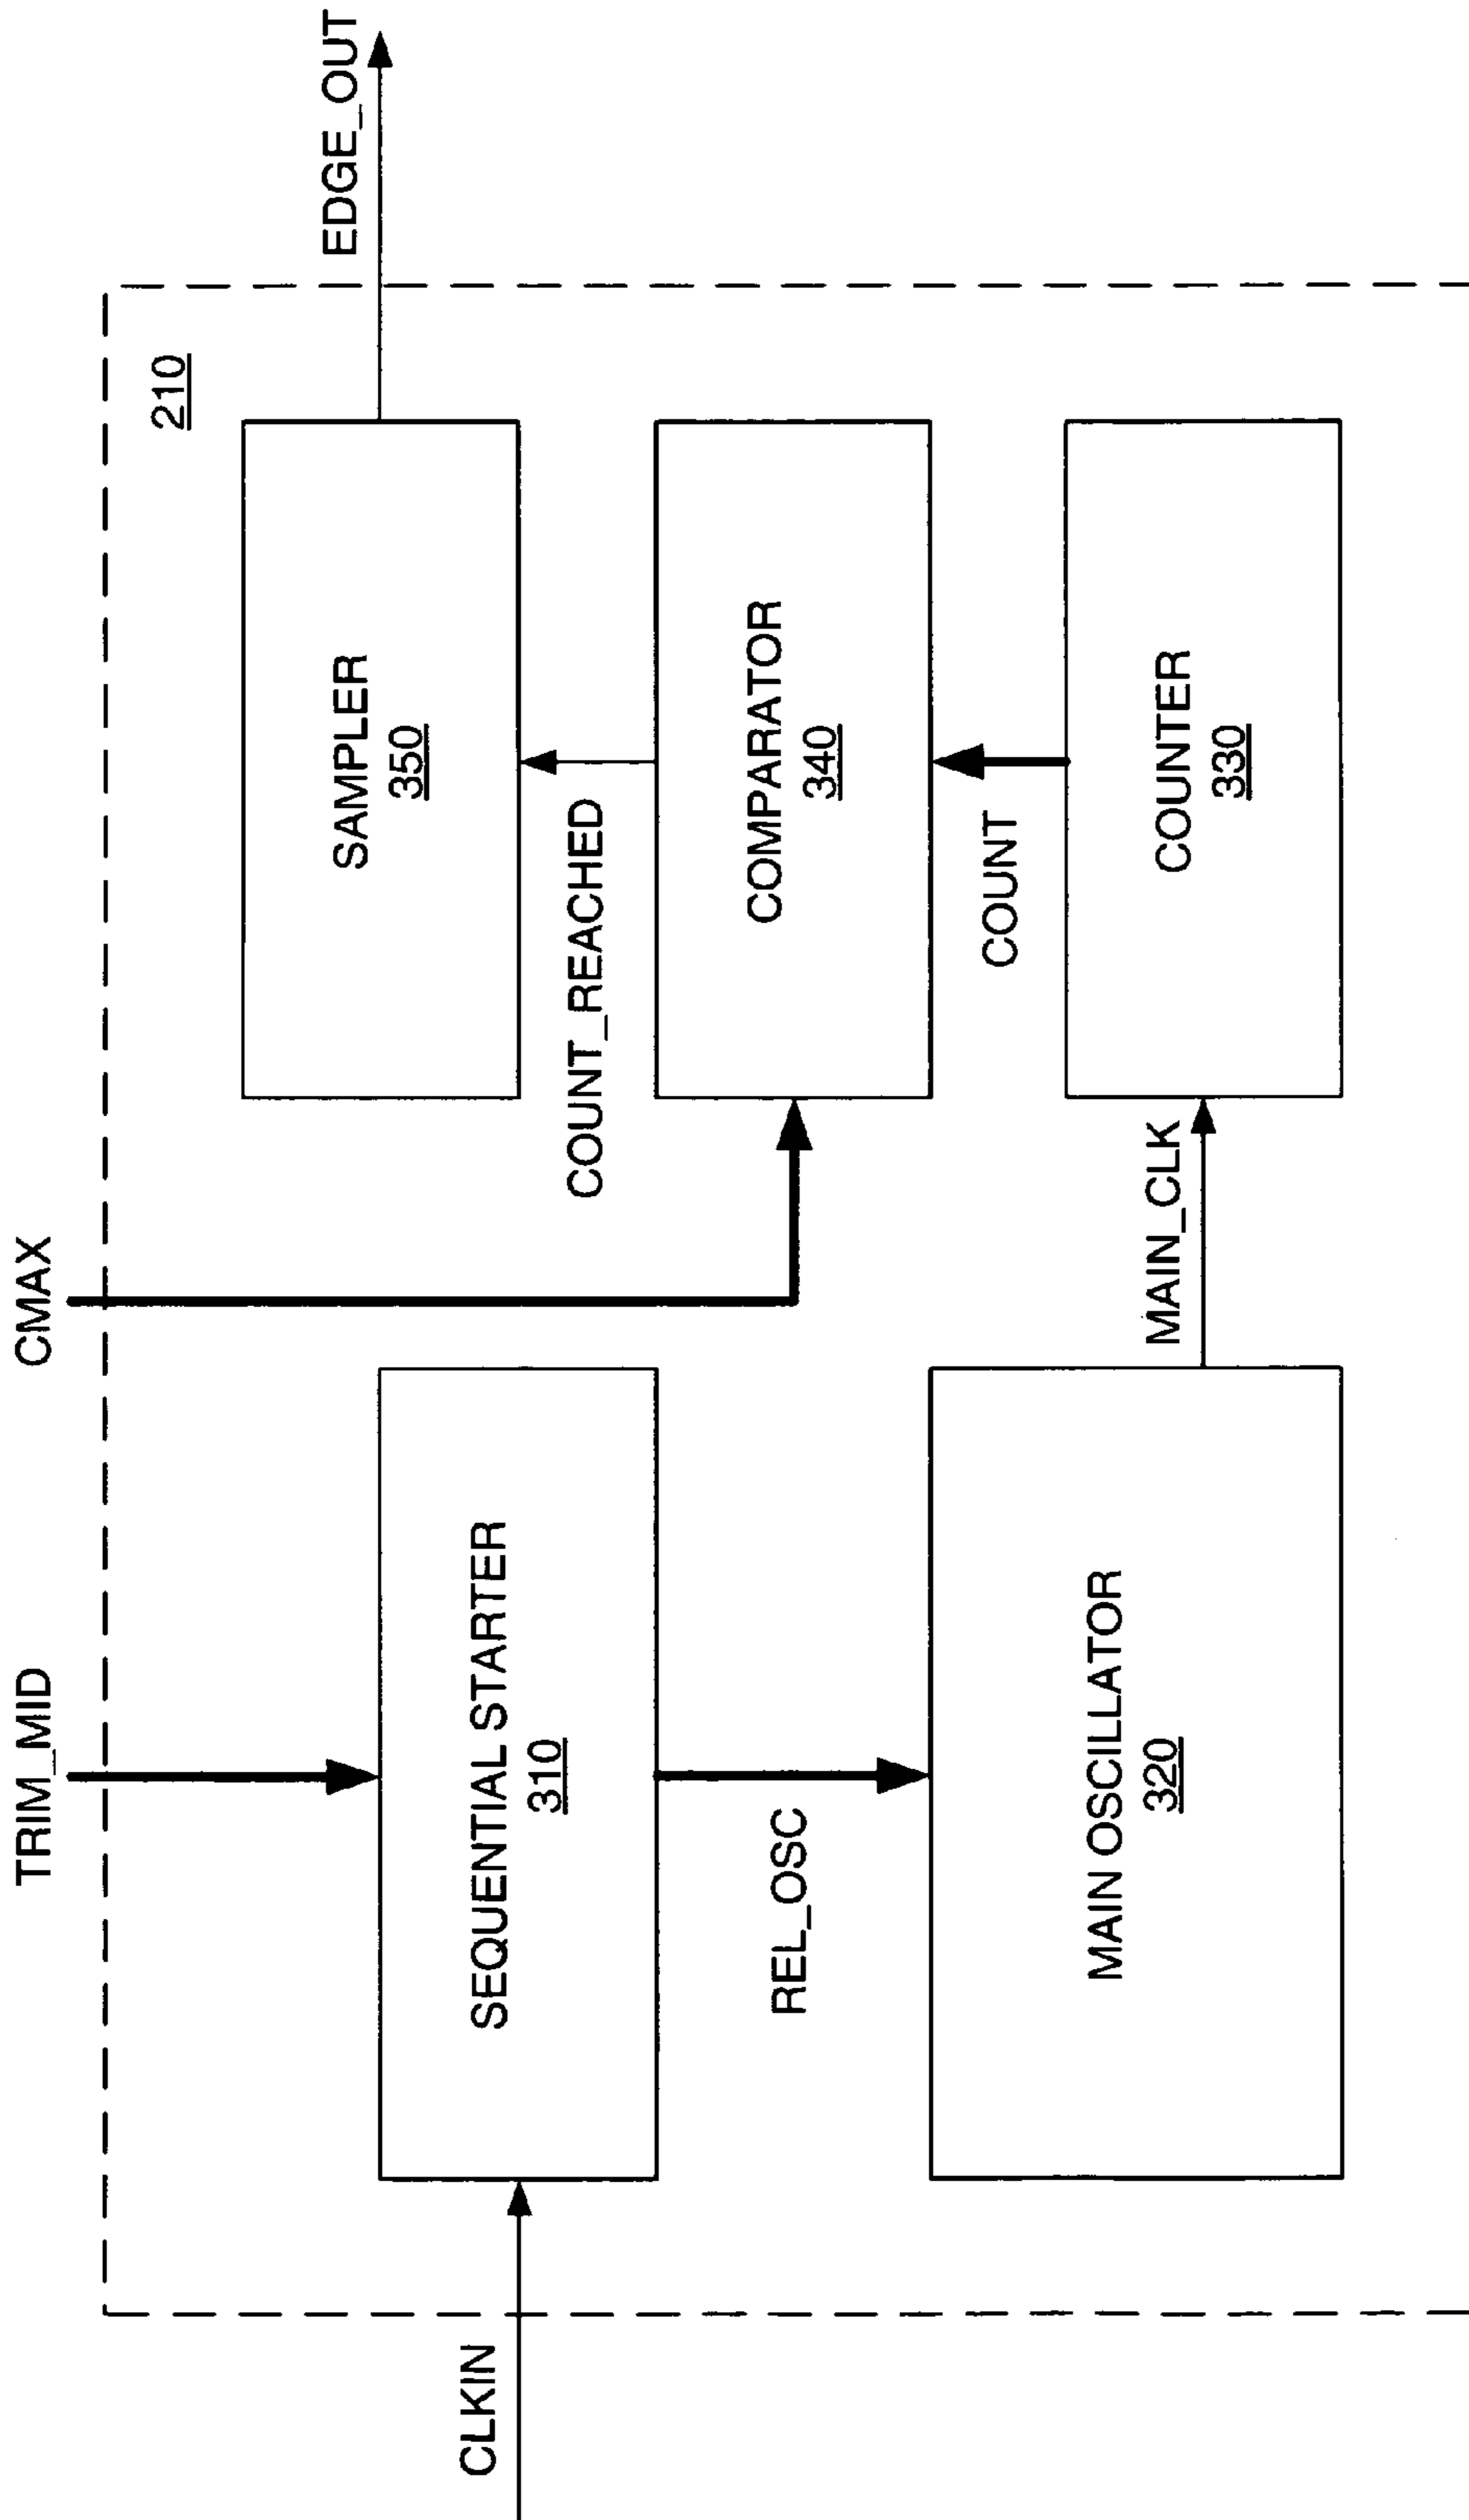 TRIM_MID
CMAX
210
CLKIN
EDGE_OUT
SEQUENTIAL STARTER
310
SAMPLER
350
COUNT_REACHED
REL_OSC
COMPARATOR
340
COUNT
MAIN OSCILLATOR
320
MAIN_CLK
COUNTER
330